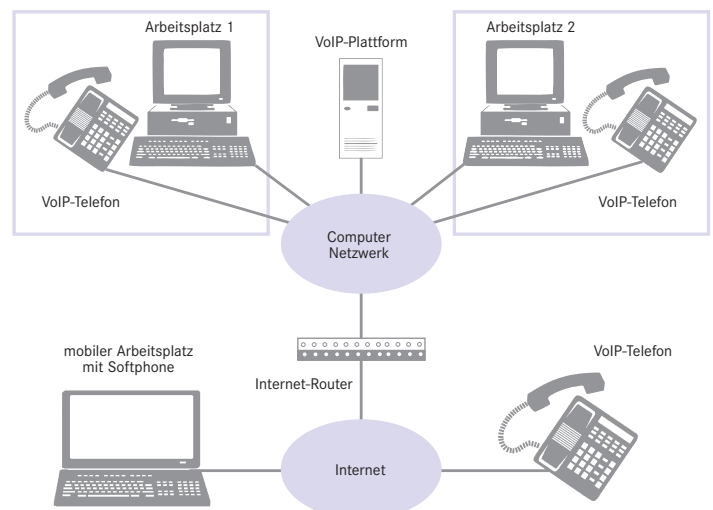 Arbeitsplatz 1
VoIP-Plattform
Arbeitsplatz 2
VoIP-Telefon
VoIP-Telefon
Computer
Netzwerk
mobiler Arbeitsplatz
mit Softphone
VoIP-Telefon
Internet-Router
Internet